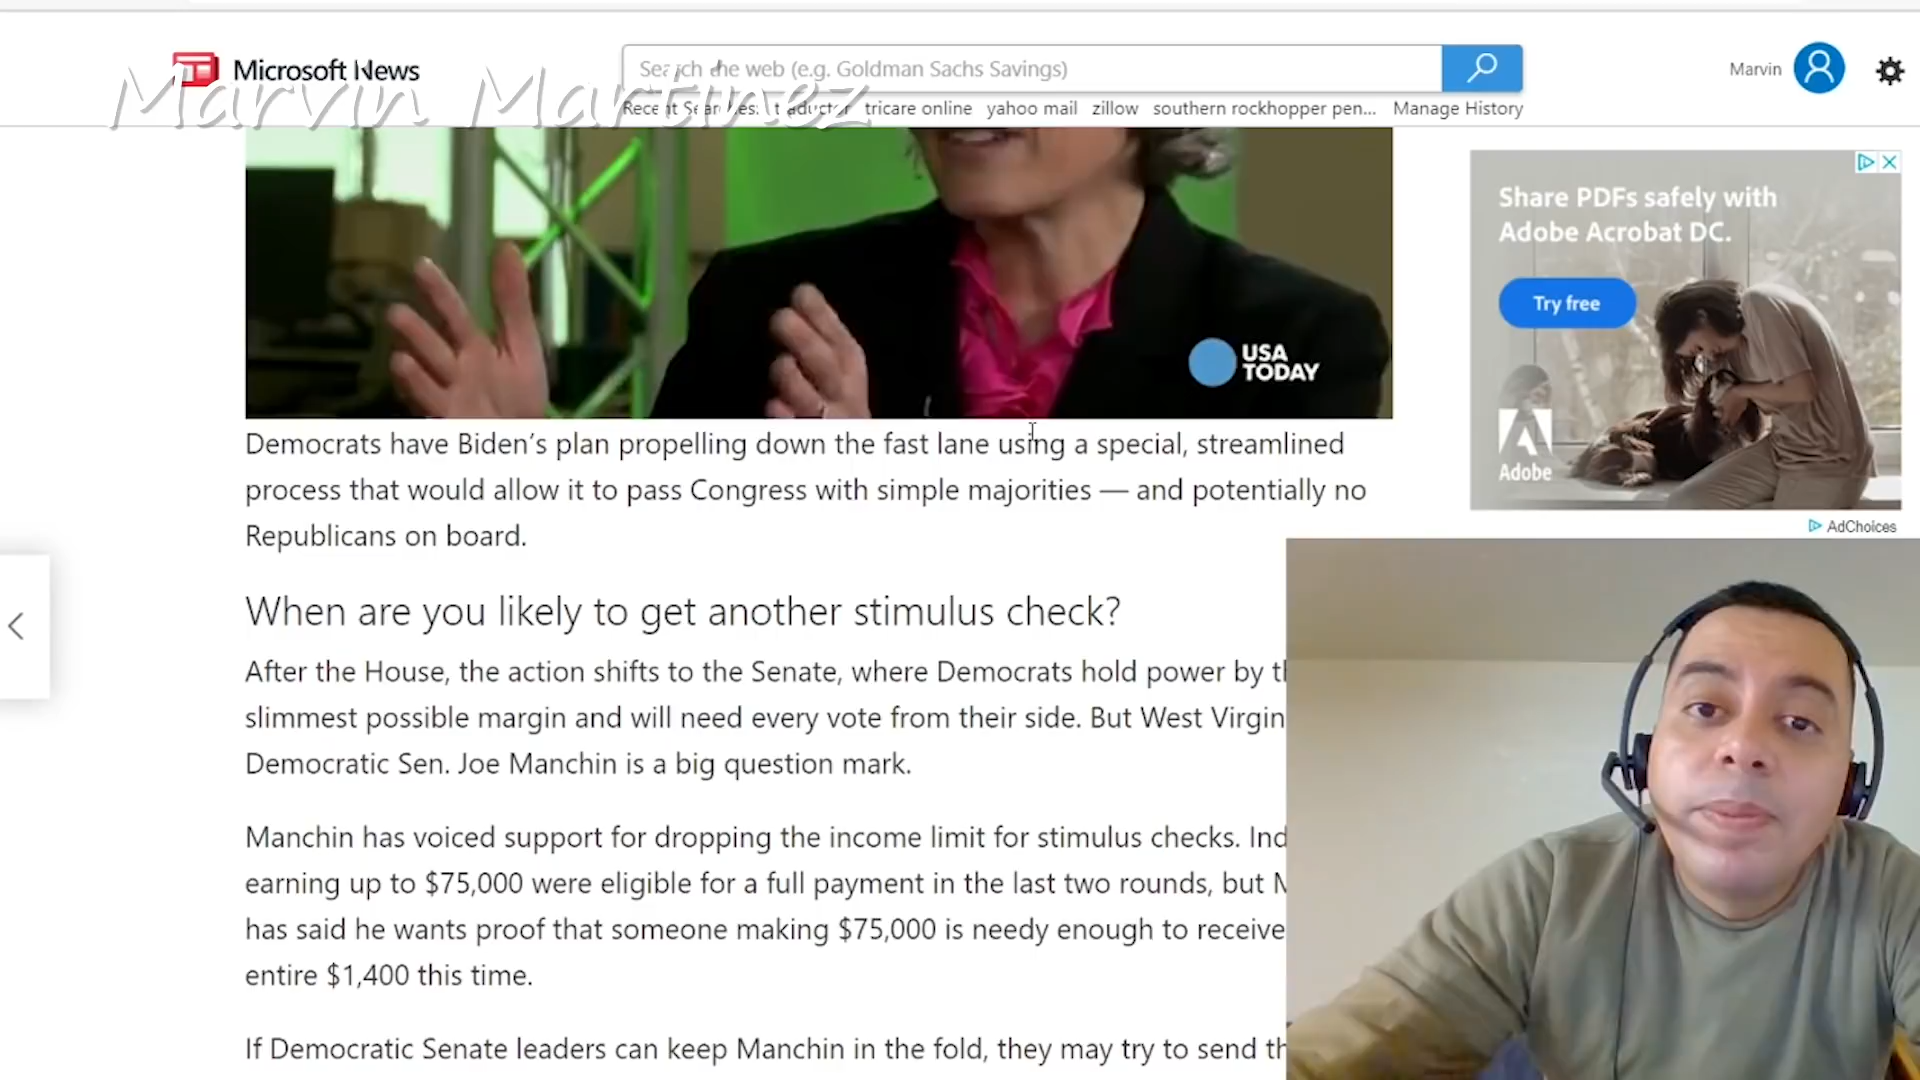 Microsoft News
Marvin Martinez
Search the web (e.g. Goldman Sachs Savings)
Marvin
Recent Searches: traductor tricare online yahoo mail zillow southern rockhopper pen... Manage History
Share PDFs safely with
Adobe Acrobat DC.
Try free
Adobe
AdChoices
USA
TODAY
Democrats have Biden’s plan propelling down the fast lane using a special, streamlined
process that would allow it to pass Congress with simple majorities — and potentially no
Republicans on board.
When are you likely to get another stimulus check?
After the House, the action shifts to the Senate, where Democrats hold power by
slimmest possible margin and will need every vote from their side. But West Virgin
Democratic Sen. Joe Manchin is a big question mark.
Manchin has voiced support for dropping the income limit for stimulus checks. Ind
earning up to $75,000 were eligible for a full payment in the last two rounds, but
has said he wants proof that someone making $75,000 is needy enough to receive
entire $1,400 this time.
If Democratic Senate leaders can keep Manchin in the fold, they may try to send